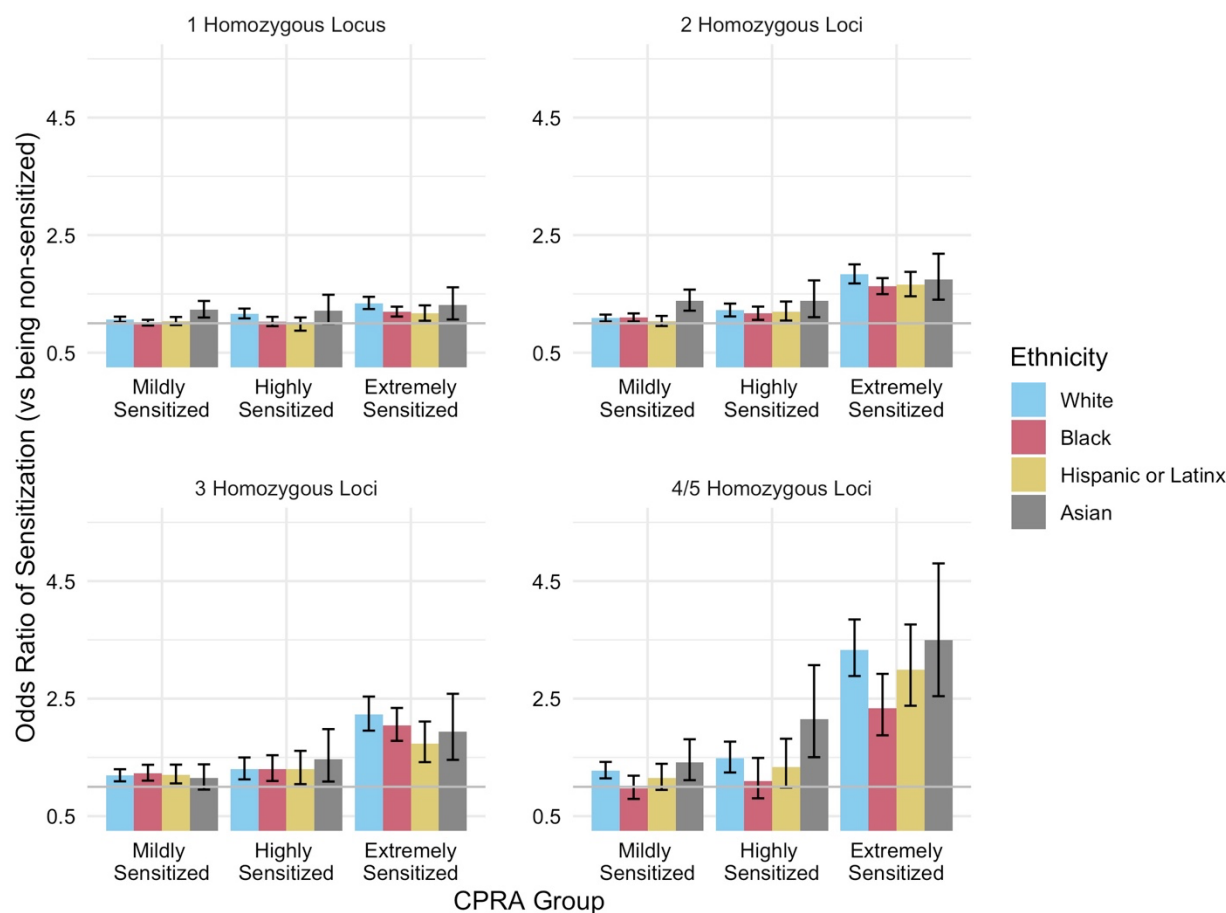 1 Homozygous Locus
2 Homozygous Loci
Odds Ratio of Sensitization (vs being non-sensitized)
4.5
2.5
0.5
Mildly
Sensitized
Highly
Sensitized
Extremely
Sensitized
4.5
2.5
0.5
Mildly
Sensitized
Highly
Sensitized
Extremely
Sensitized
3 Homozygous Loci
4/5 Homozygous Loci
4.5
2.5
0.5
Mildly
Sensitized
Highly
Sensitized
Extremely
Sensitized
4.5
2.5
0.5
Mildly
Sensitized
Highly
Sensitized
Extremely
Sensitized
CPRA Group
Ethnicity
White
Black
Hispanic or Latinx
Asian